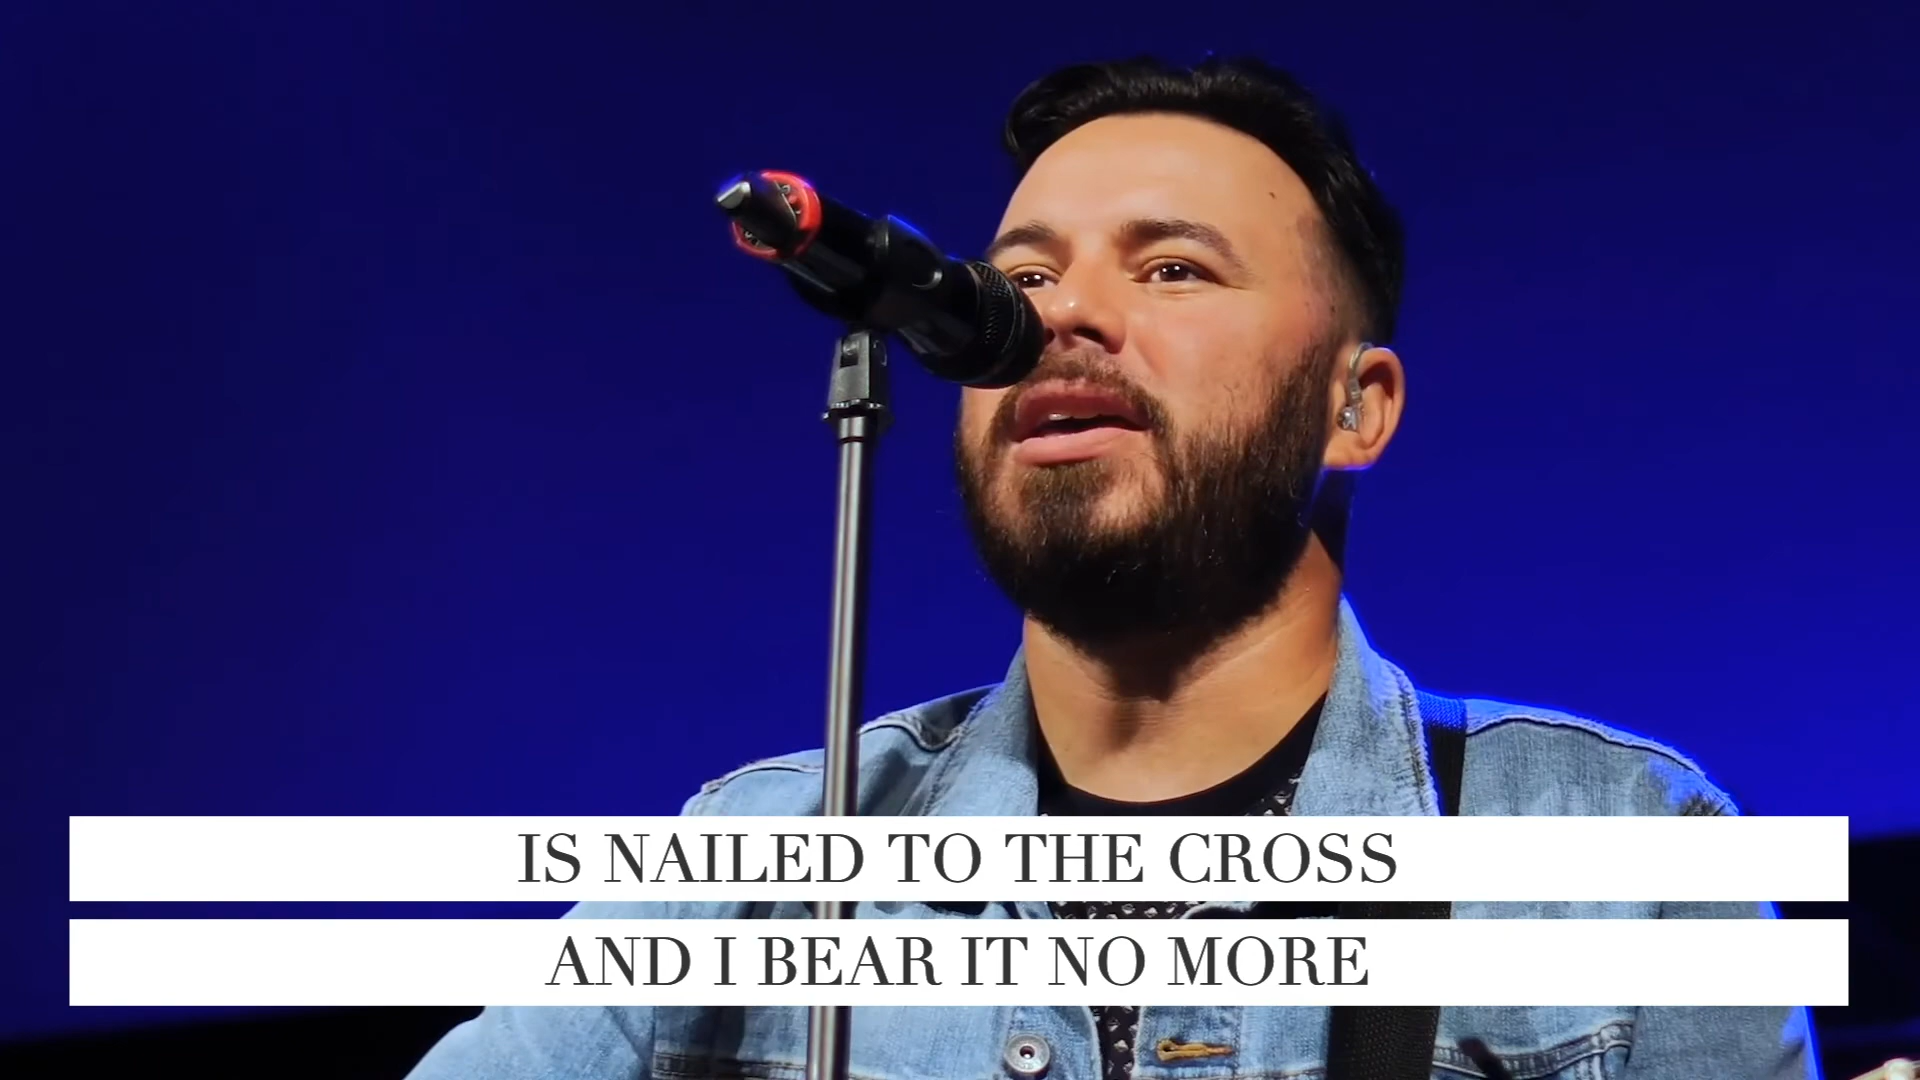 IS NAILED TO THE CROSS
AND I BEAR IT NO MORE